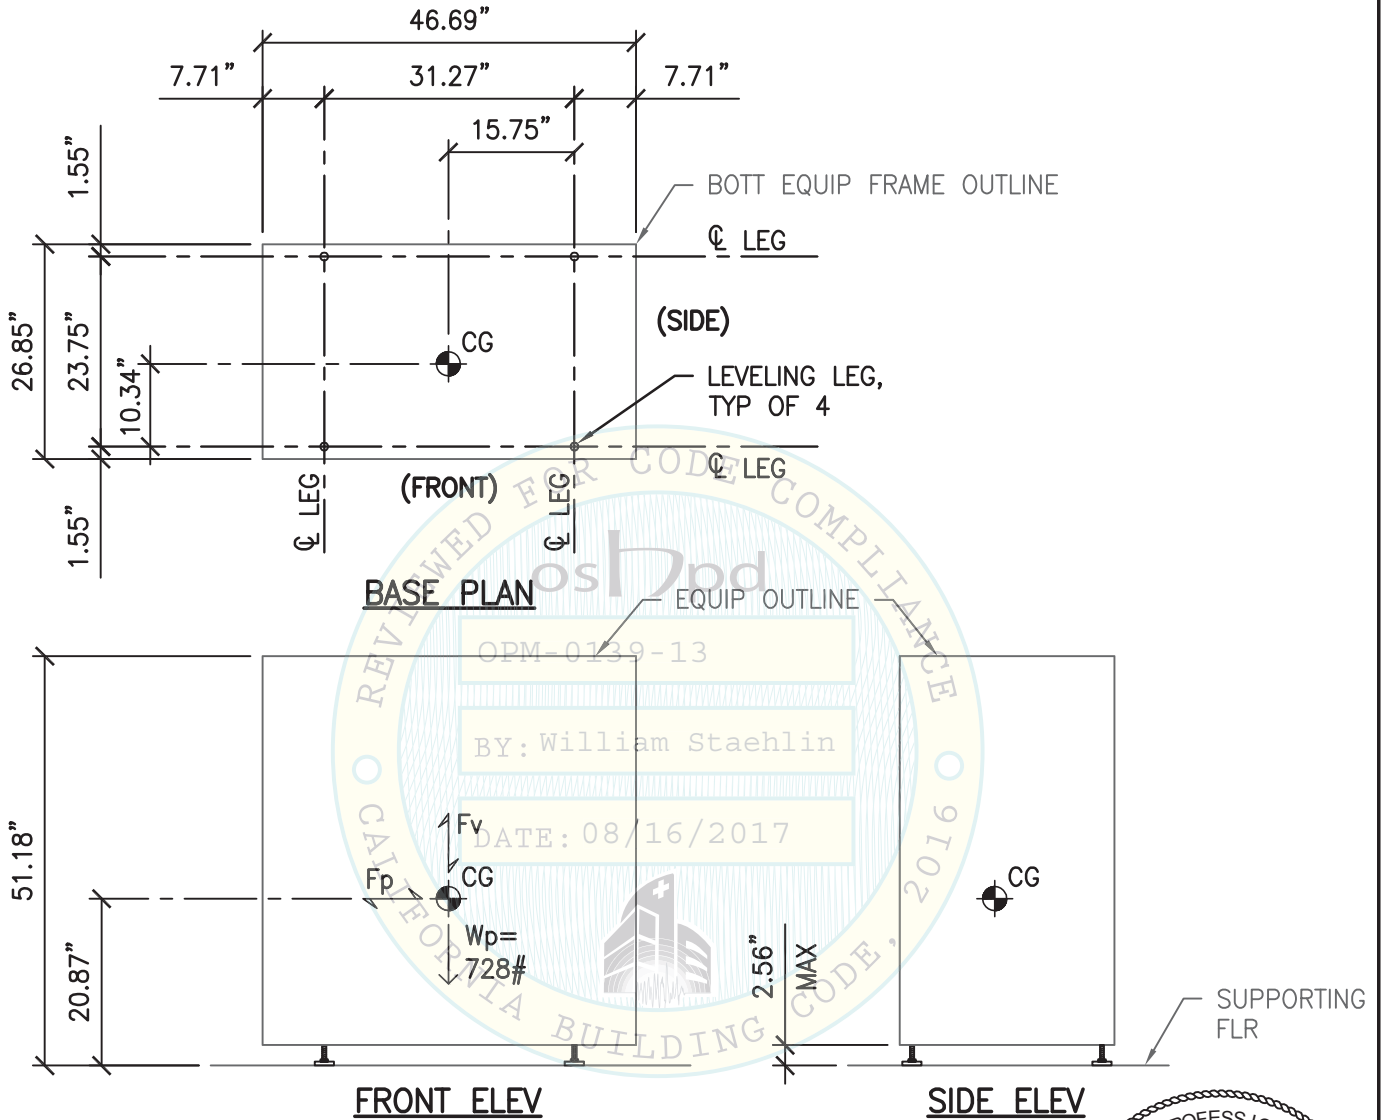 46.69”
7.71” 31.27” 7.71”
15.75”
1.55”
BOTT EQUIP FRAME OUTLINE
℄ LEG
26.85”
23.75”
10.34”
CG
(SIDE)
LEVELING LEG,
TYP OF 4
℄ LEG
1.55”
℄ LEG
(FRONT)
℄ LEG
BASE PLAN
REVIEWED FOR CODE COMPLIANCE
oshpd
EQUIP OUTLINE
OPM-0139-13
BY: William Staehlin
DATE: 08/16/2017
CALIFORNIA BUILDING CODE, 2016
51.18”
20.87”
Fv
Fp
CG
Wp=
728#
CG
2.56”
MAX
SUPPORTING
FLR
FRONT ELEV
SIDE ELEV